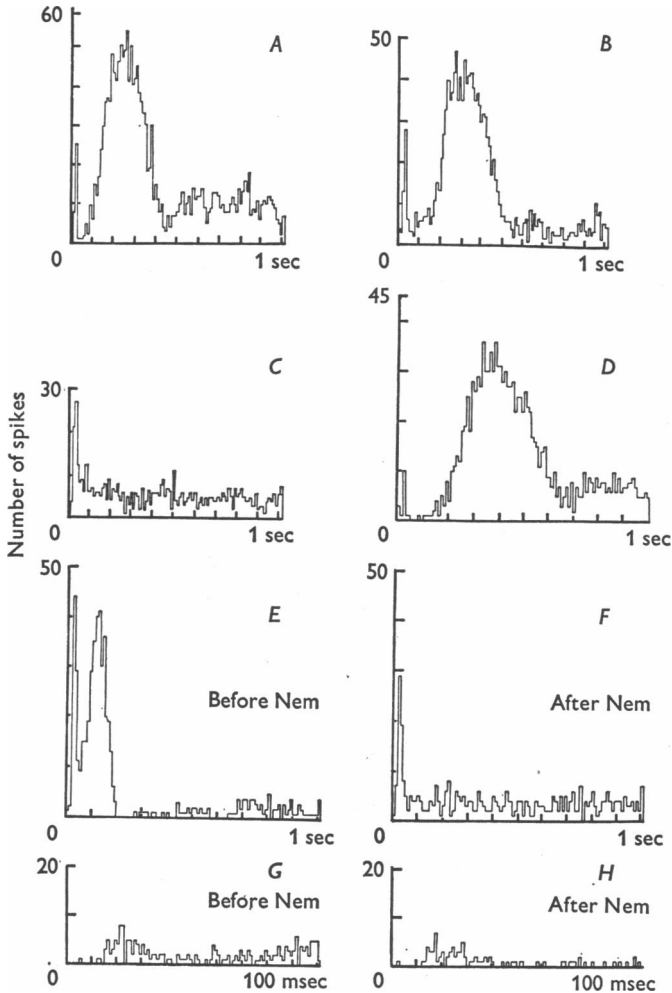 60
A
0
1 sec
50
B
0
1 sec
Number of spikes
30
C
0
1 sec
45
D
0
1 sec
50
E
Before Nem
0
1 sec
50
F
After Nem
0
1 sec
20
G
Before Nem
0
100 msec
20
H
After Nem
0
100 msec